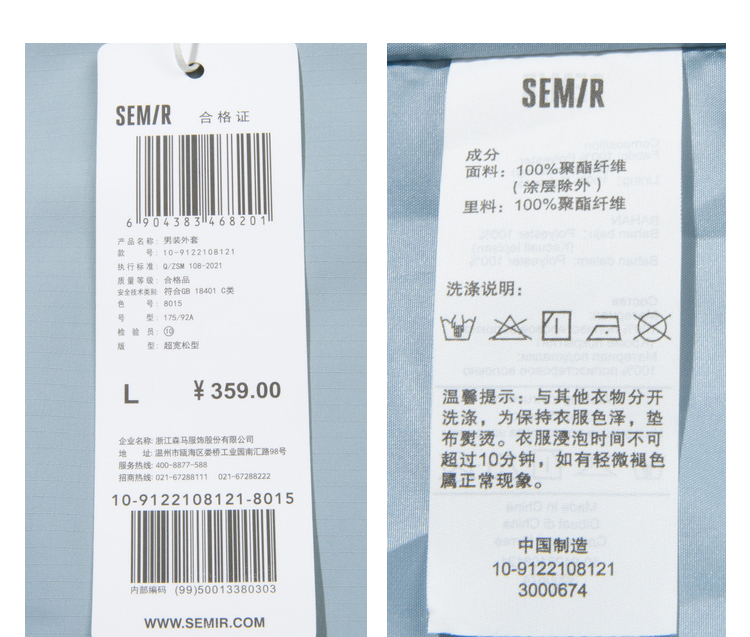 SEMIR 合格证
6 904383 468201
产品名称: 男装外套
款 号: 10-9122108121
执行标准: Q/ZSM 108-2021
质量等级: 合格品
安全技术类别: 符合GB 18401 C类
色 号: 8015
号 型: 175/92A
检 验 员: ⑩
版 型: 超宽松型
L ¥ 359.00
企业名称: 浙江森马服饰股份有限公司
地 址: 温州市瓯海区娄桥工业园南汇路98号
服务热线: 400-8877-588
招商热线: 021-67288111 021-67288222
10-9122108121-8015
内部编码 (99)50013380303
WWW.SEMIR.COM
SEMIR
成分
面料: 100%聚酯纤维
(涂层除外)
里料: 100%聚酯纤维
洗涤说明:
温馨提示: 与其他衣物分开
洗涤, 为保持衣服色泽, 垫
布熨烫。衣服浸泡时间不可
超过10分钟, 如有轻微褪色
属正常现象。
中国制造
10-9122108121
3000674